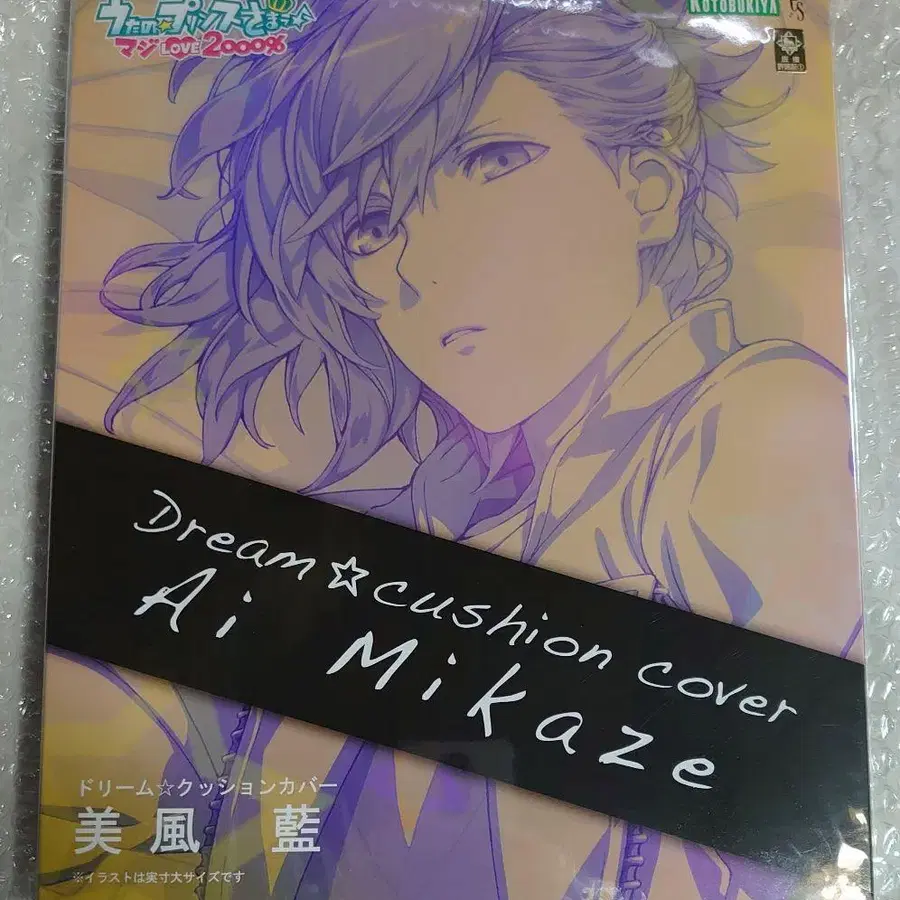 うたの☆プリンスさまっ♪
マジLOVE2000%
KOTOBUKIYA
Dream☆cushion cover
Ai Mikaze
ドリーム☆クッションカバー
美風 藍
※イラストは実寸大サイズです